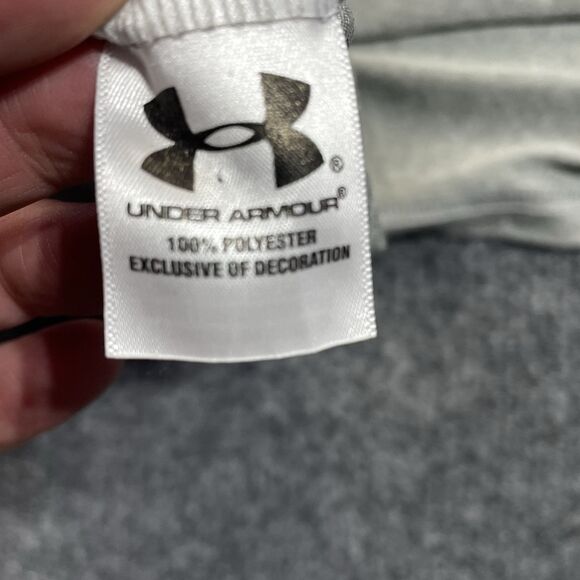 ®
UNDER ARMOUR®
100% POLYESTER
EXCLUSIVE OF DECORATION